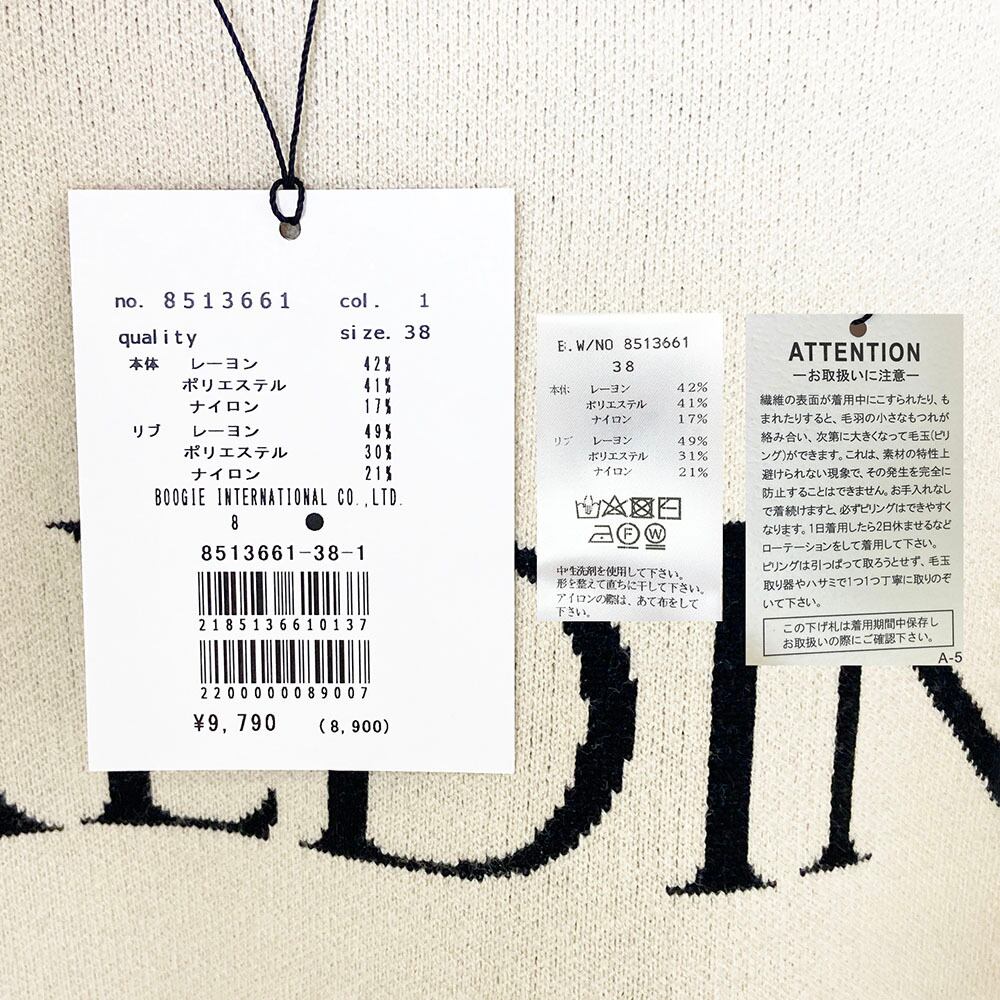 no. 8513661 col. 1
quality size. 38
本体 レーヨン 42%
ポリエステル 41%
ナイロン 17%
リブ レーヨン 49%
ポリエステル 30%
ナイロン 21%
BOOGIE INTERNATIONAL CO.,LTD.
8 ●
8513661-38-1
2185136610137
2200000089007
¥9,790 (8,900)
B.W/NO 8513661
38
本体 レーヨン 42%
ポリエステル 41%
ナイロン 17%
リブ レーヨン 49%
ポリエステル 31%
ナイロン 21%
F W
中性洗剤を使用して下さい。
形を整えて直ちに干して下さい。
アイロンの際は、あて布をして
下さい。
ATTENTION
―お取扱いに注意―
繊維の表面が着用中にこすられたり、も
まれたりすると、毛羽の小さなもつれが
絡み合い、次第に大きくなって毛玉(ピリ
ング)ができます。これは、素材の特性上
避けられない現象で、その発生を完全に
防止することはできません。お手入れなし
で着続けますと、必ずピリングはできやすく
なります。1日着用したら2日休ませるなど
ローテーションをして着用して下さい。
ピリングは引っぱって取ろうとせず、毛玉
取り器やハサミで1つ1つ丁寧に取りのぞ
いて下さい。
この下げ札は着用期間中保存し
お取扱いの際にご確認下さい。
A-5